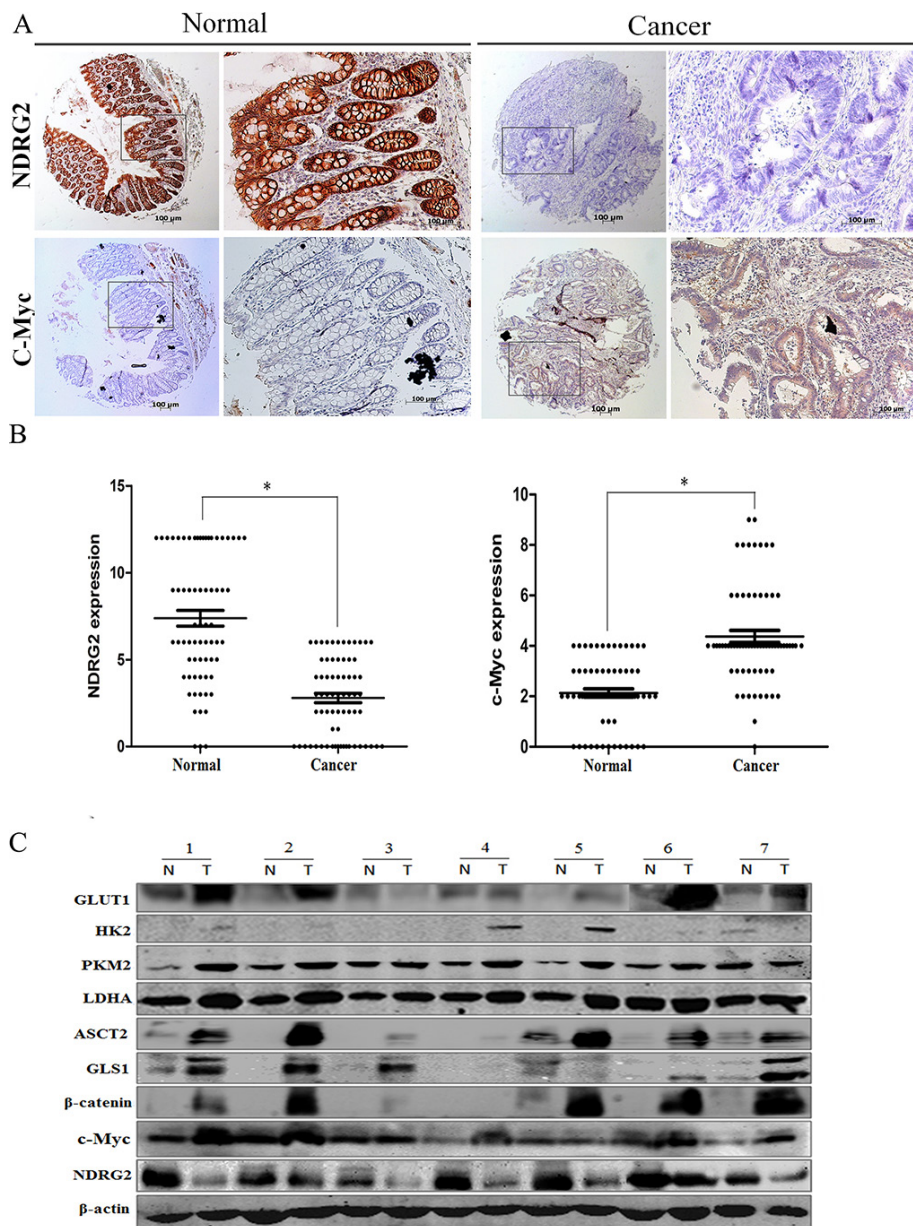 A
Normal
Cancer
NDRG2
100 µm
100 µm
100 µm
100 µm
C-Myc
100 µm
100 µm
100 µm
100 µm
B
NDRG2 expression
15
10
5
0
*
Normal
Cancer
c-Myc expression
10
8
6
4
2
0
*
Normal
Cancer
C
1 2 3 4 5 6 7
N T N T N T N T N T N T N T
GLUT1
HK2
PKM2
LDHA
ASCT2
GLS1
β-catenin
c-Myc
NDRG2
β-actin